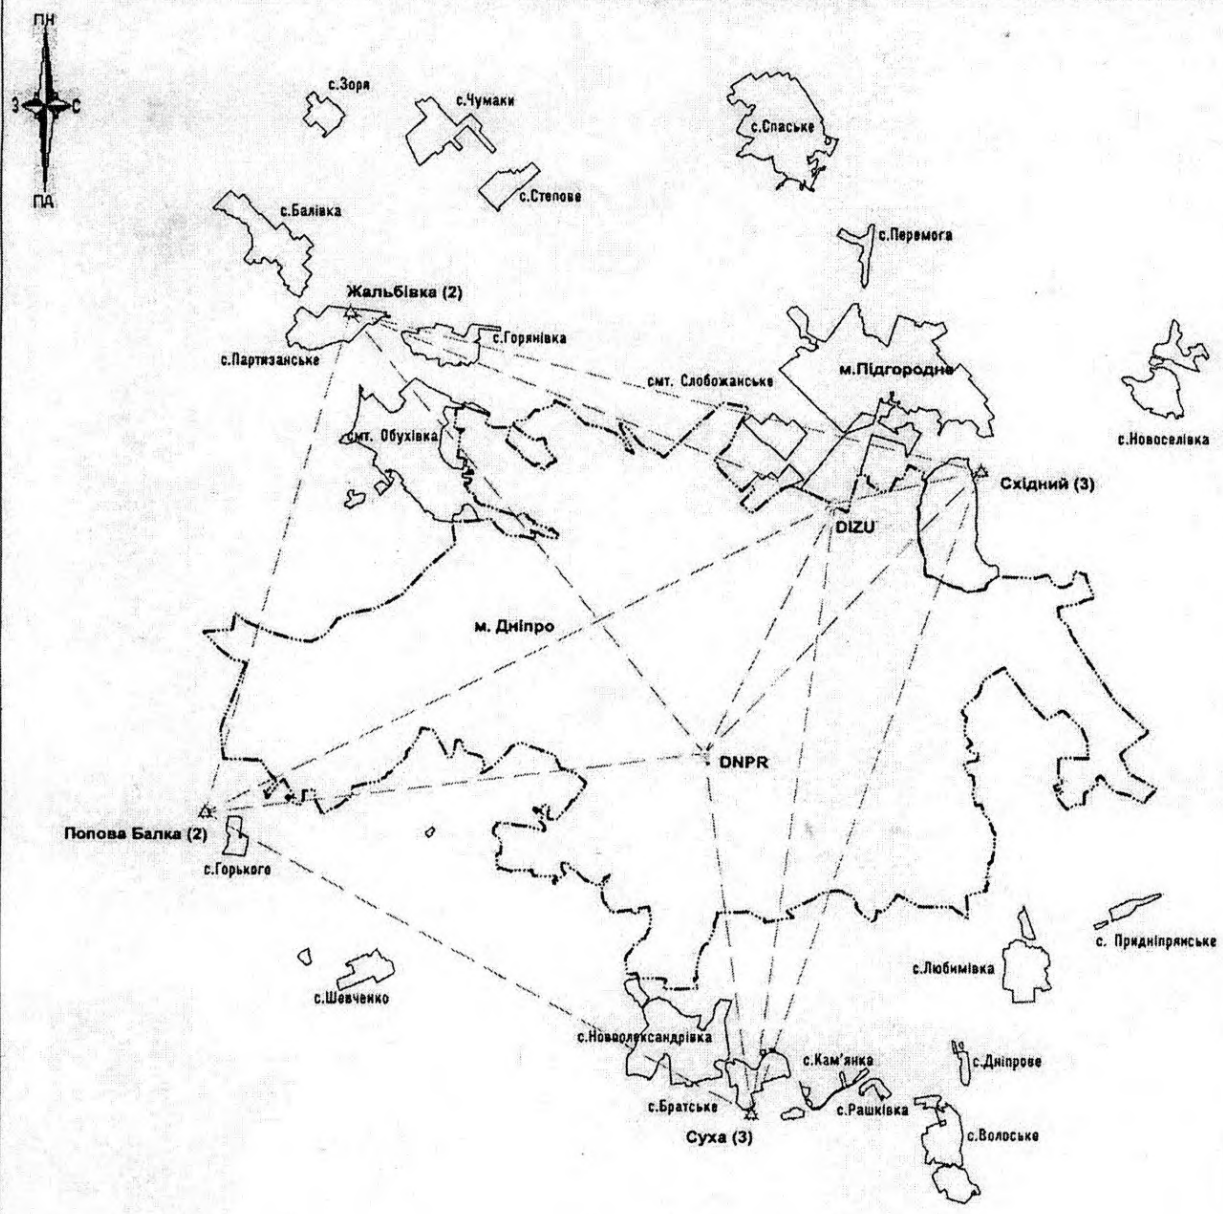 ПН
З С
ПА
с.Зоря
с.Чумаки
с.Спаське
с.Степове
с.Балівка
с.Перемога
Жальбівка (2)
с.Горянівка
с.Партизанське
смт. Слобожанське
м.Підгородне
смт. Обухівка
с.Новоселівка
Східний (3)
DIZU
м. Дніпро
DNPR
Попова Балка (2)
с.Горького
с. Придніпрянське
с.Любимівка
с.Шевченко
с.Новоолександрівка
с.Кам'янка
с.Дніпрове
с.Братське
с.Рашківка
Суха (3)
с.Волоське